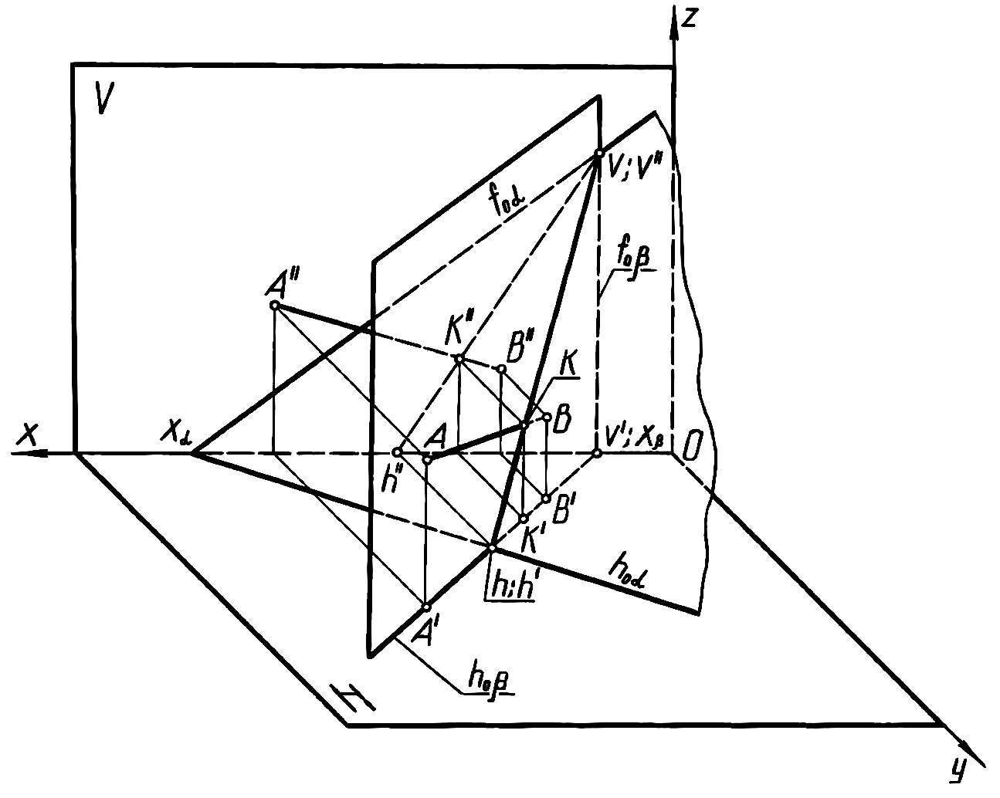 z
V
V;V"
f₀α
f₀β
A"
K"
B"
K
X
Xα
A
B
V';Xβ
O
h"
B'
K'
h;h'
h₀α
A'
h₀β
H
y